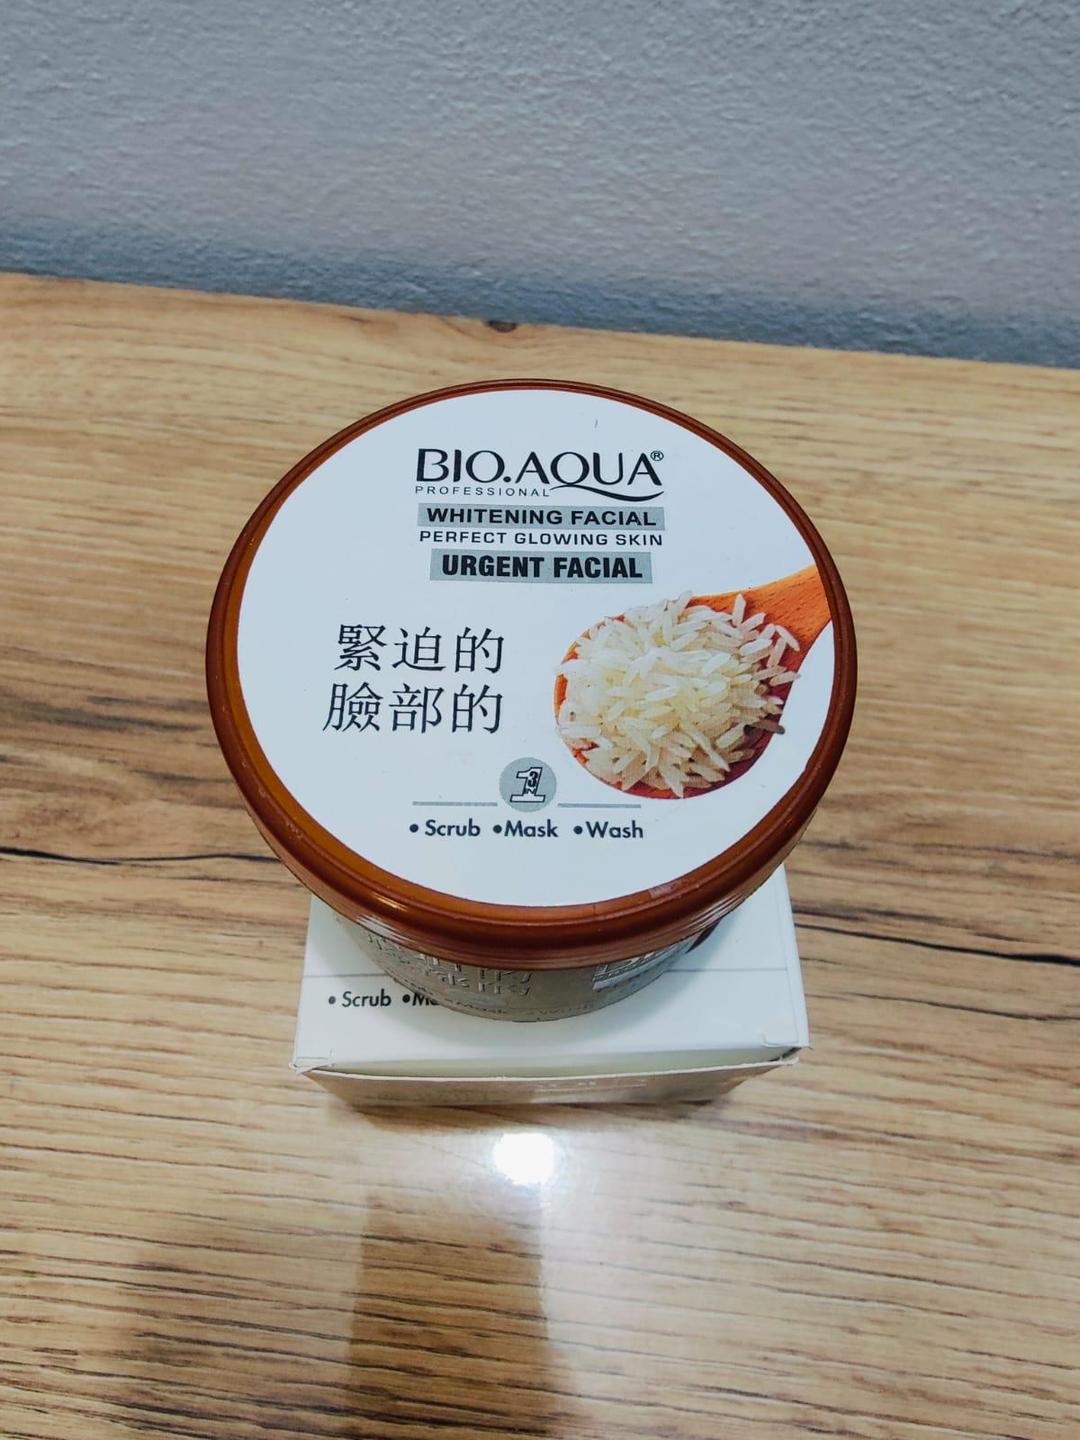 BIO.AQUA®
PROFESSIONAL
WHITENING FACIAL
PERFECT GLOWING SKIN
URGENT FACIAL
緊迫的
臉部的
3 IN 1
• Scrub • Mask • Wash
• Scrub